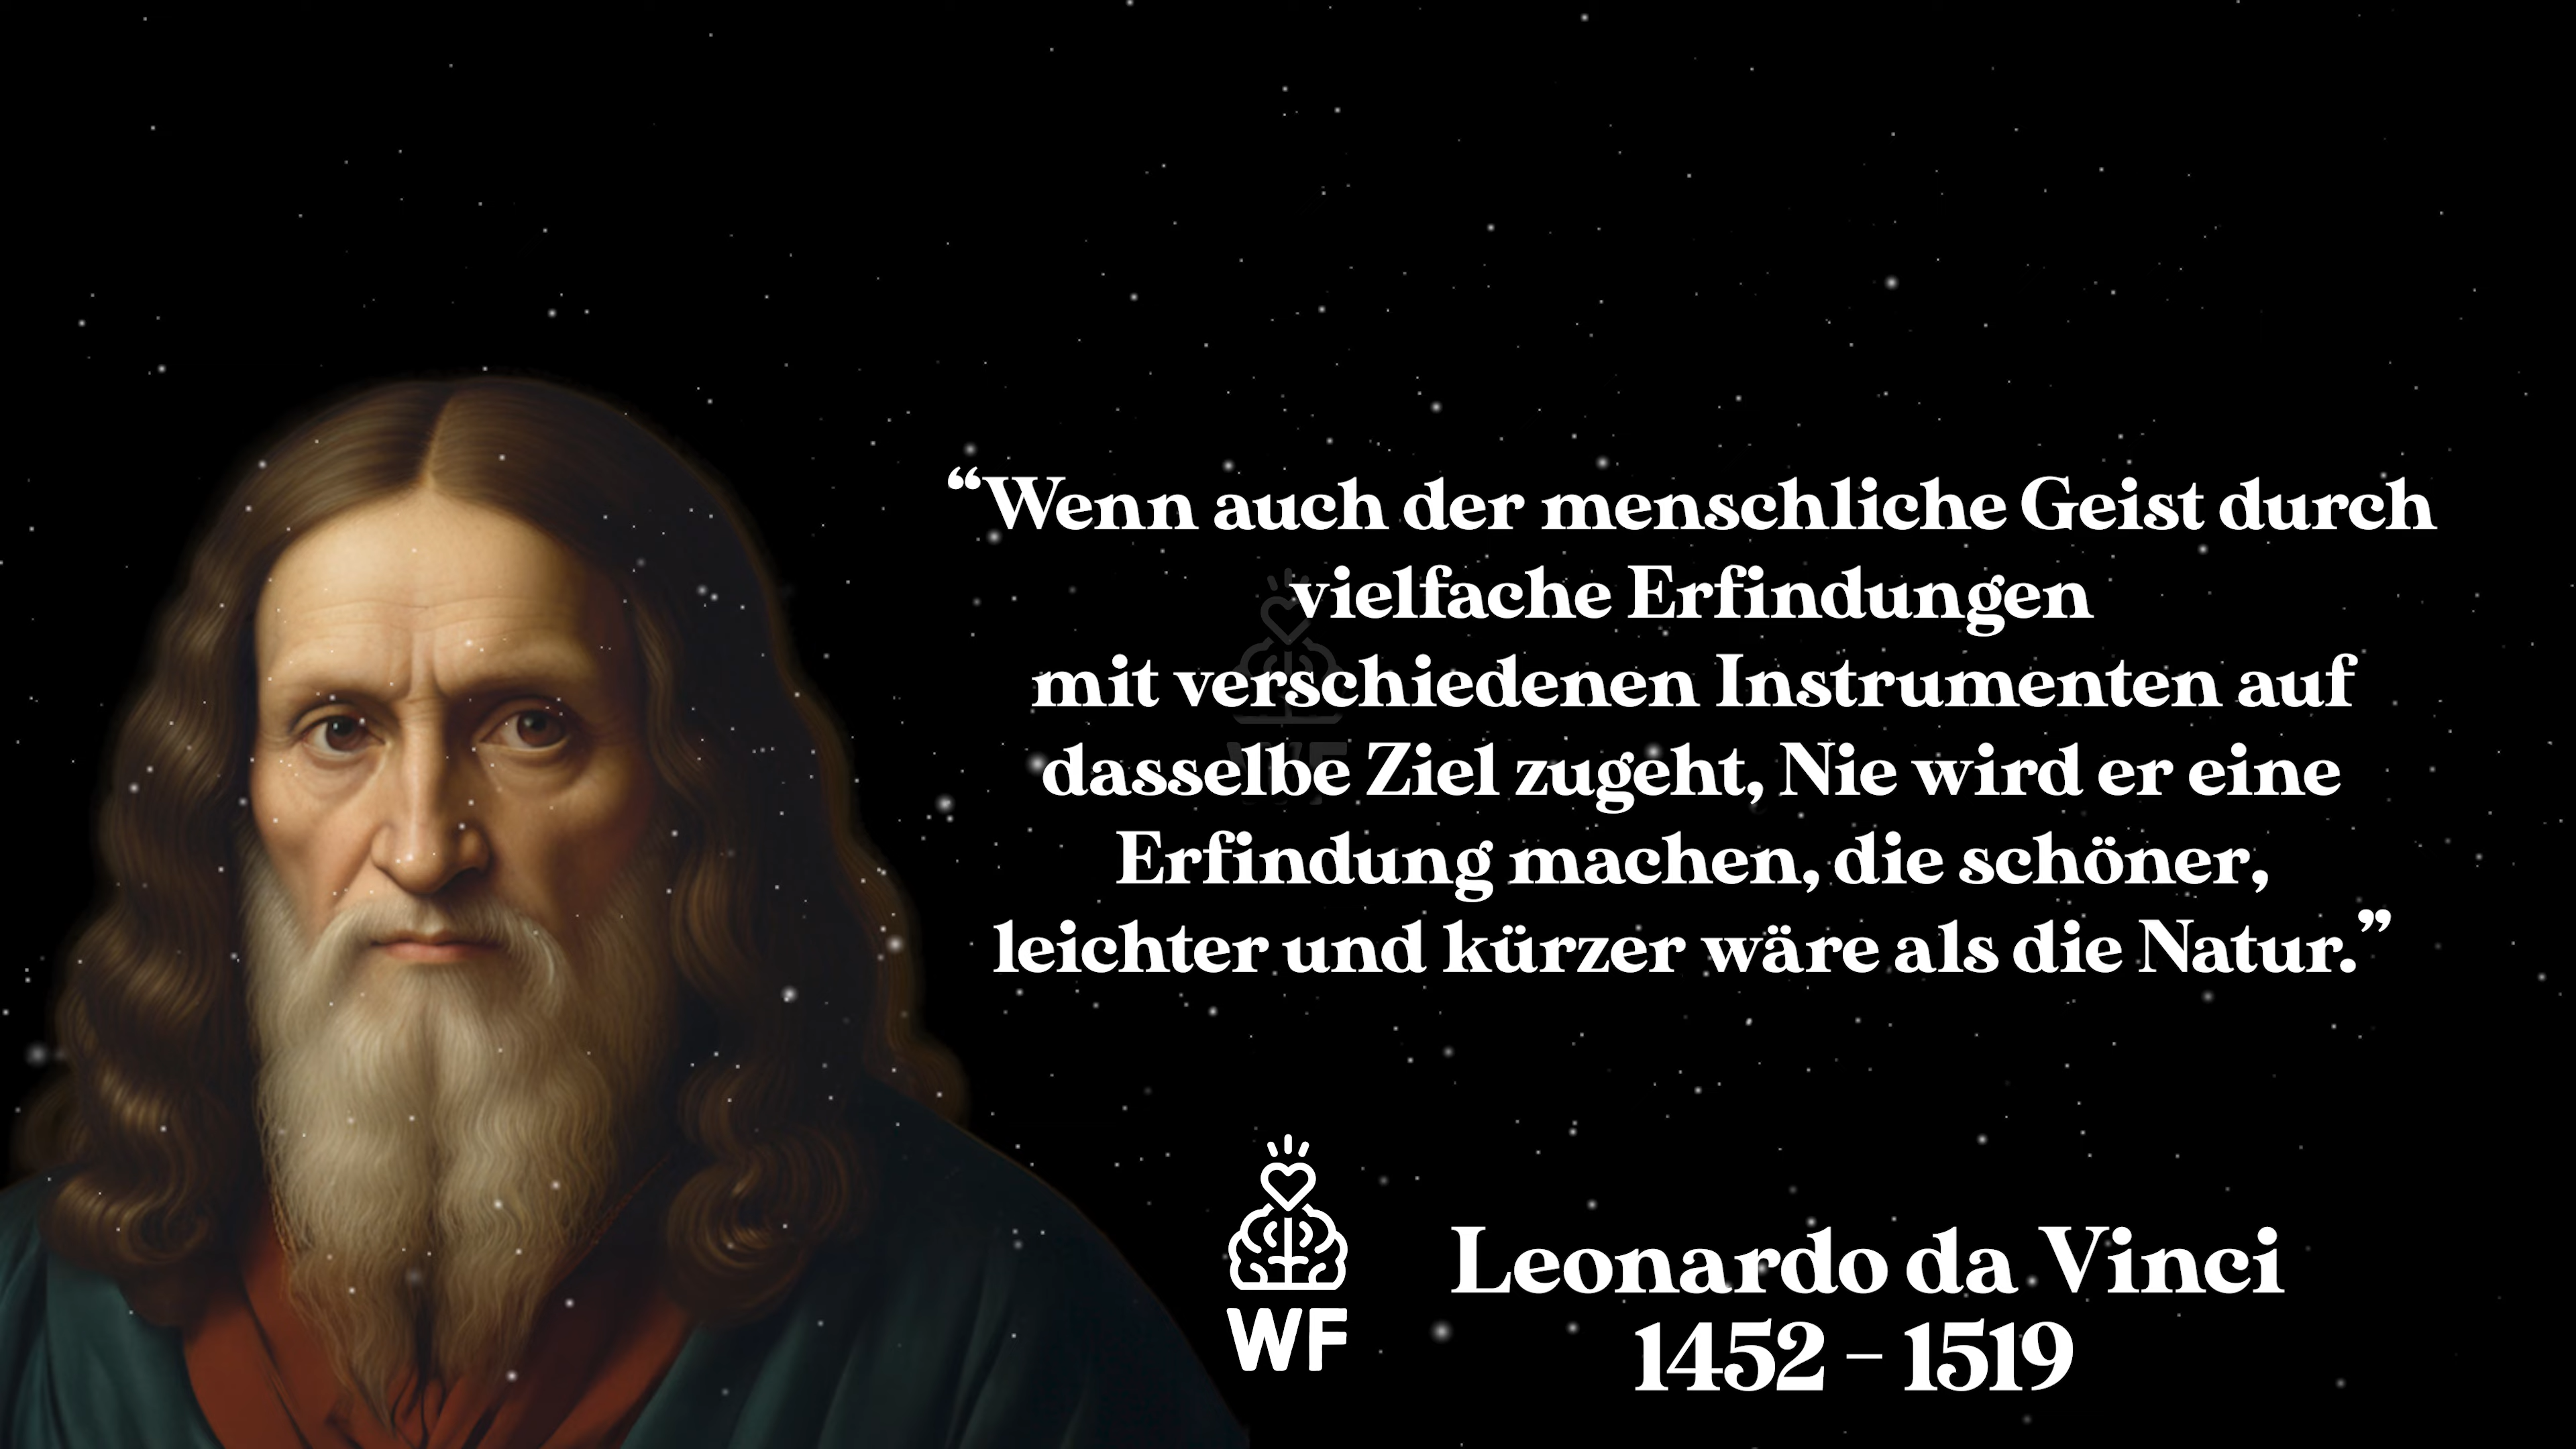 “Wenn auch der menschliche Geist durch
vielfache Erfindungen
mit verschiedenen Instrumenten auf
dasselbe Ziel zugeht, Nie wird er eine
Erfindung machen, die schöner,
leichter und kürzer wäre als die Natur.”
WF
WF
Leonardo da Vinci
1452 – 1519